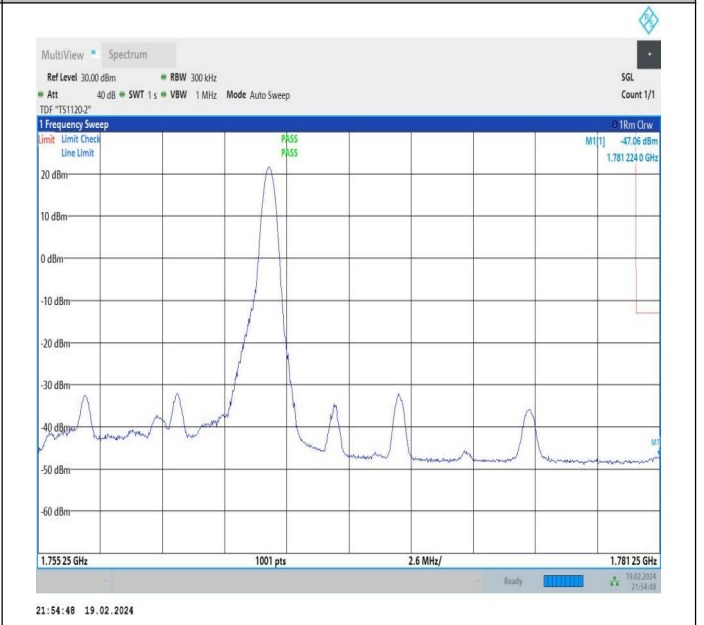 R S
MultiView Spectrum
Ref Level 30.00 dBm RBW 300 kHz SGL
Att 40 dB SWT 1 s VBW 1 MHz Mode Auto Sweep Count 1/1
TDF "TS1120-2"
1 Frequency Sweep 1Rm Clrw
Limit Limit Check PASS M1[1] -47.06 dBm
Line Limit PASS 1.781 224 0 GHz
20 dBm
10 dBm
0 dBm
-10 dBm
-20 dBm
-30 dBm
-40 dBm
M1
-50 dBm
-60 dBm
1.755 25 GHz 1001 pts 2.6 MHz/ 1.781 25 GHz
Ready 19.02.2024
21:54:48
21:54:48 19.02.2024